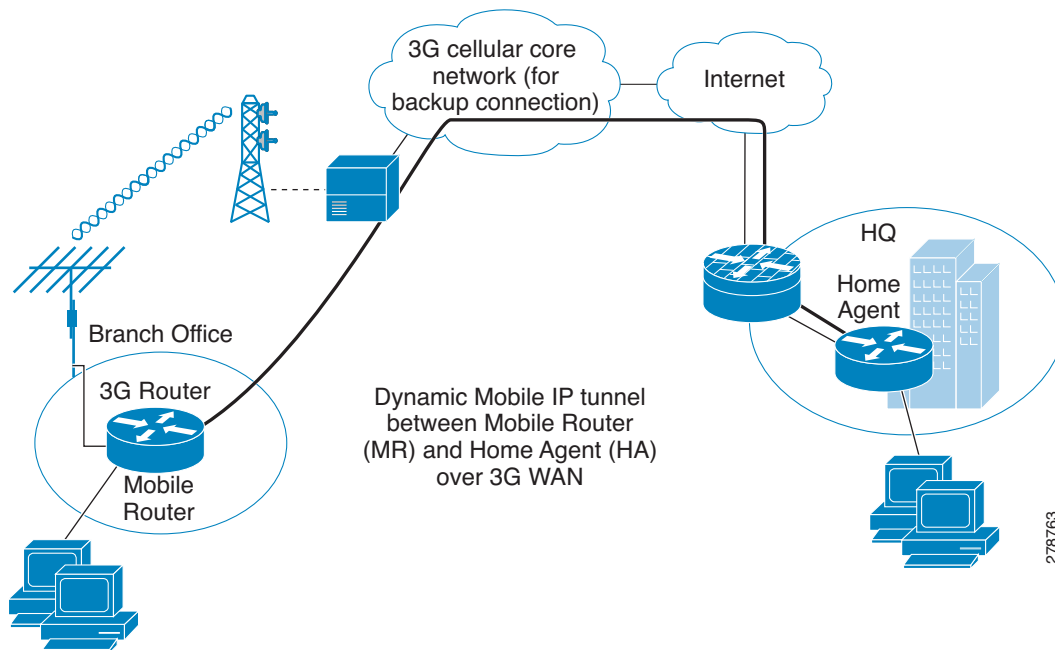 3G cellular core
network (for
backup connection)
Internet
HQ
Home
Agent
Branch Office
3G Router
Mobile
Router
Dynamic Mobile IP tunnel
between Mobile Router
(MR) and Home Agent (HA)
over 3G WAN
278763